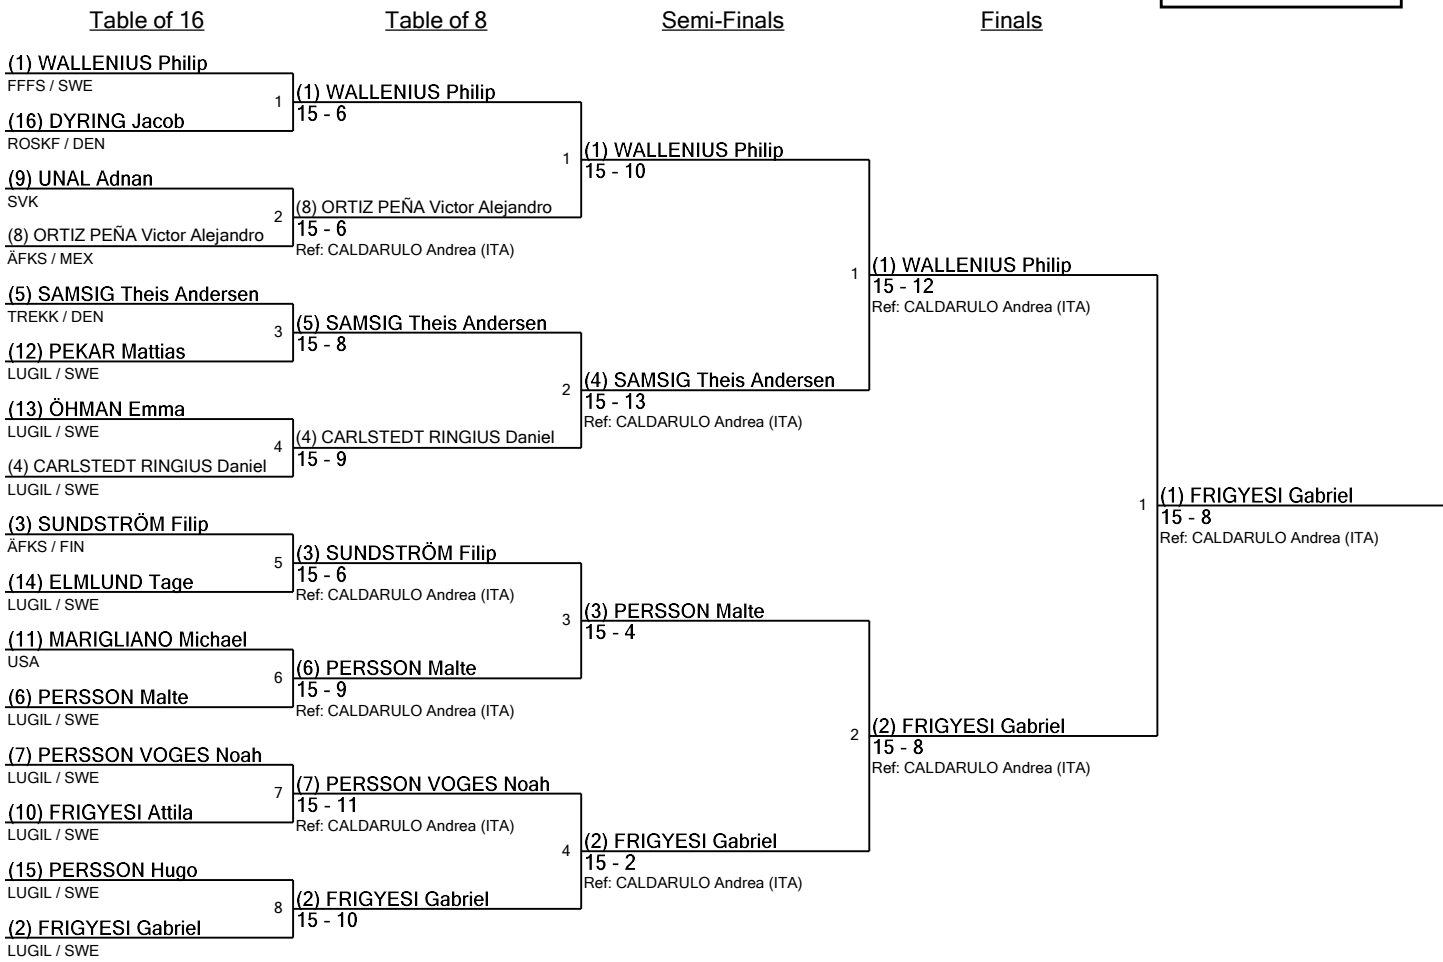 Table of 16
Table of 8
Semi-Finals
Finals
(1) WALLENIUS Philip
FFFS / SWE
1
(16) DYRING Jacob
ROSKF / DEN
(9) UNAL Adnan
SVK
2
(8) ORTIZ PEÑA Victor Alejandro
ÄFKS / MEX
(5) SAMSIG Theis Andersen
TREKK / DEN
3
(12) PEKAR Mattias
LUGIL / SWE
(13) ÖHMAN Emma
LUGIL / SWE
4
(4) CARLSTEDT RINGIUS Daniel
LUGIL / SWE
(3) SUNDSTRÖM Filip
ÄFKS / FIN
5
(14) ELMLUND Tage
LUGIL / SWE
(11) MARIGLIANO Michael
USA
6
(6) PERSSON Malte
LUGIL / SWE
(7) PERSSON VOGES Noah
LUGIL / SWE
7
(10) FRIGYESI Attila
LUGIL / SWE
(15) PERSSON Hugo
LUGIL / SWE
8
(2) FRIGYESI Gabriel
LUGIL / SWE
(1) WALLENIUS Philip
15 - 6
1
(8) ORTIZ PEÑA Victor Alejandro
15 - 6
Ref: CALDARULO Andrea (ITA)
(5) SAMSIG Theis Andersen
15 - 8
2
(4) CARLSTEDT RINGIUS Daniel
15 - 9
(3) SUNDSTRÖM Filip
15 - 6
Ref: CALDARULO Andrea (ITA)
3
(6) PERSSON Malte
15 - 9
Ref: CALDARULO Andrea (ITA)
(7) PERSSON VOGES Noah
15 - 11
Ref: CALDARULO Andrea (ITA)
4
(2) FRIGYESI Gabriel
15 - 10
(1) WALLENIUS Philip
15 - 10
1
(4) SAMSIG Theis Andersen
15 - 13
Ref: CALDARULO Andrea (ITA)
(3) PERSSON Malte
15 - 4
2
(2) FRIGYESI Gabriel
15 - 2
Ref: CALDARULO Andrea (ITA)
(1) WALLENIUS Philip
15 - 12
Ref: CALDARULO Andrea (ITA)
1
(2) FRIGYESI Gabriel
15 - 8
Ref: CALDARULO Andrea (ITA)
(1) FRIGYESI Gabriel
15 - 8
Ref: CALDARULO Andrea (ITA)